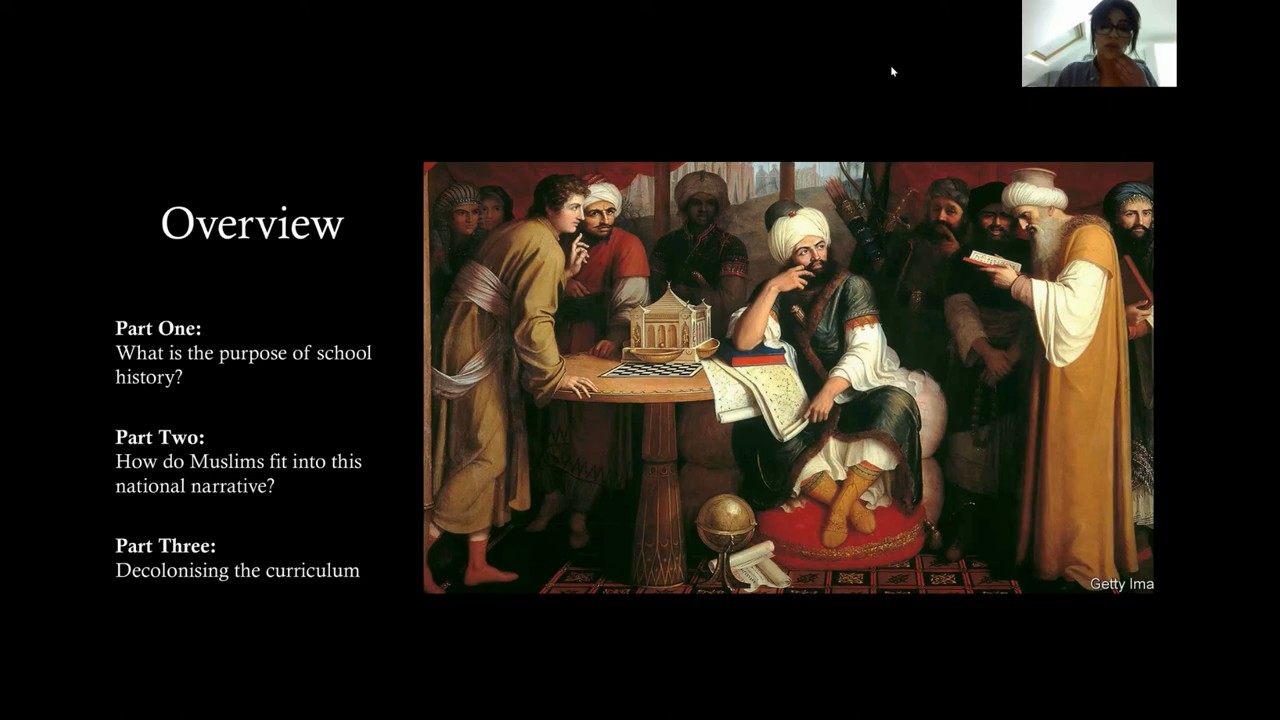 Overview
Part One:
What is the purpose of school
history?
Part Two:
How do Muslims fit into this
national narrative?
Part Three:
Decolonising the curriculum
Getty Ima